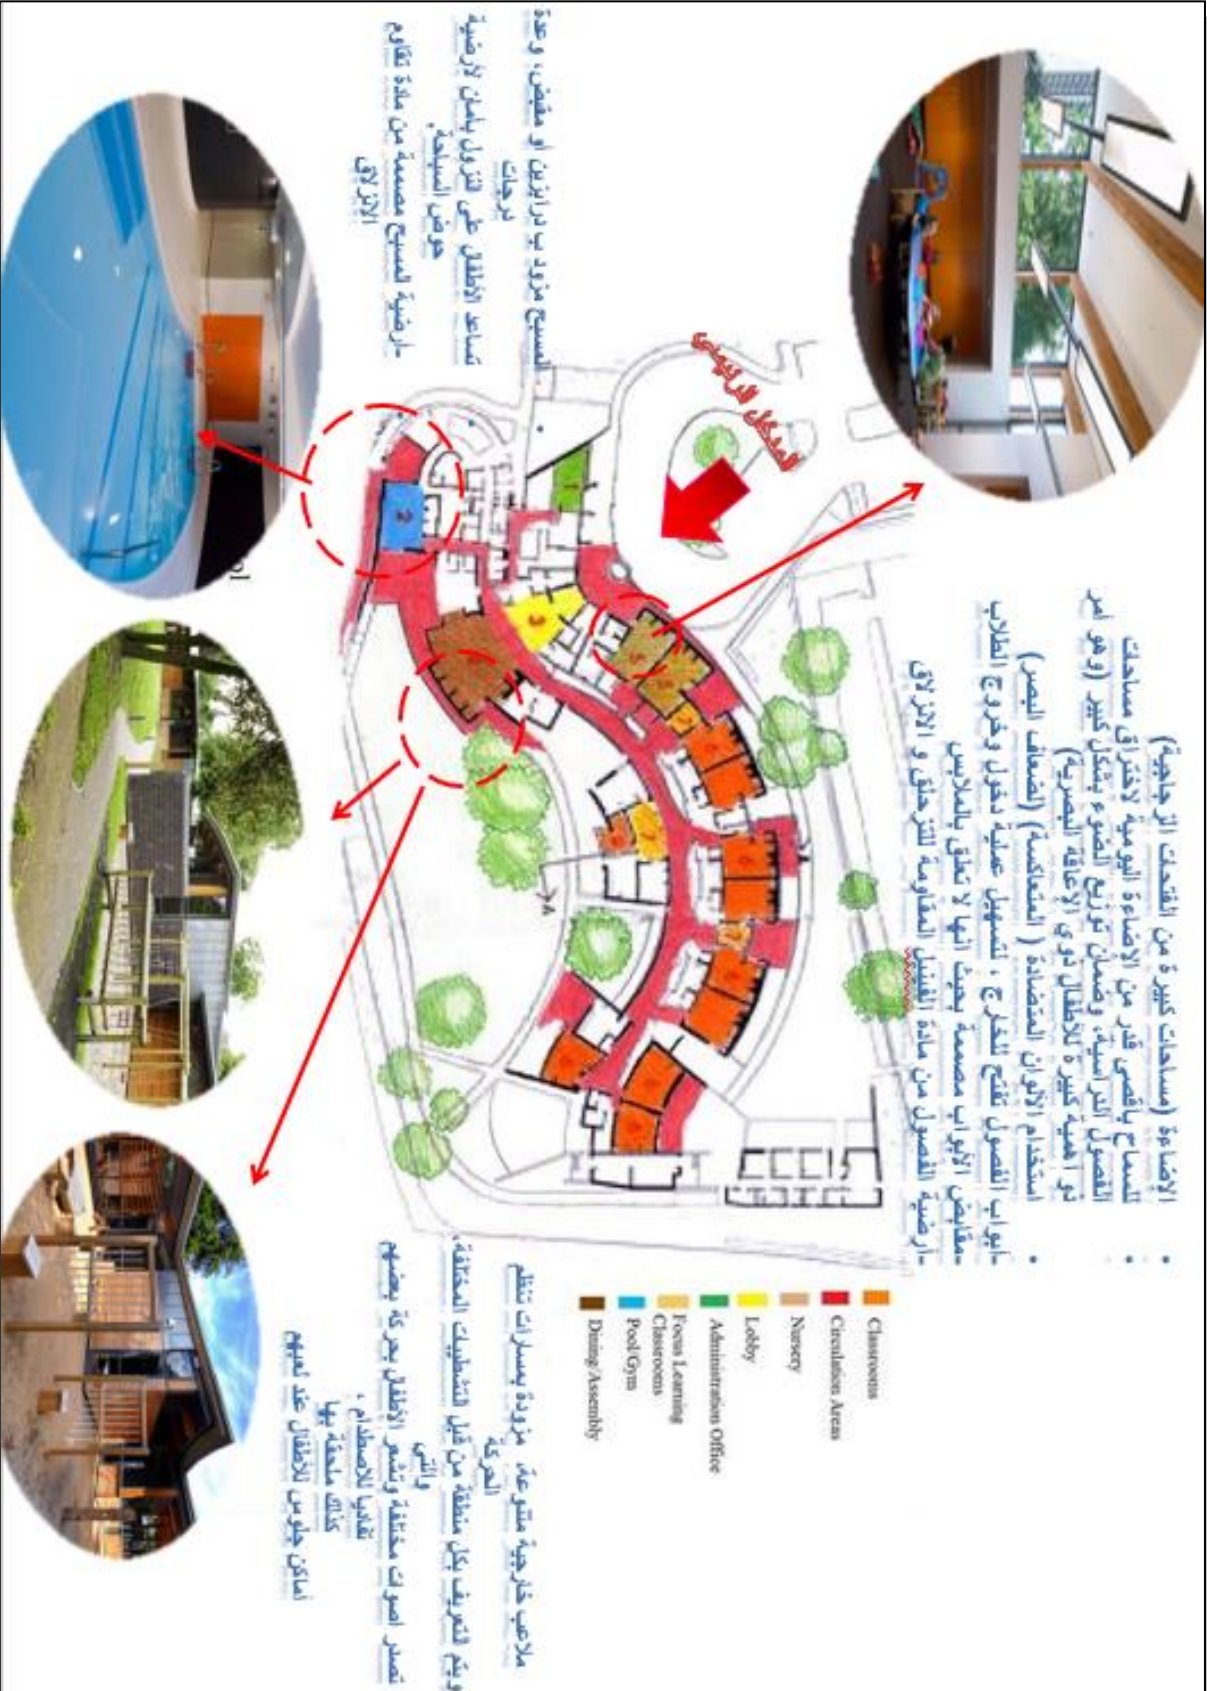 الإضاءة (مساحات كبيرة من الفتحات الزجاجية)
للسماح بأقصى قدر من الإضاءة اليومية لاختراق مساحات
الفصول الدراسية، وضمان توزيع الضوء بشكل كبير (وهو أمر
ذو أهمية كبيرة للأطفال ذوي الإعاقة البصرية)
استخدام الألوان المتضادة ( المتعاكسة) (لضعاف البصر)
-أبواب الفصول تفتح للخارج ، لتسهيل عملية دخول وخروج الطلاب
-مقابض الأبواب مصممة بحيث انها لا تعلق بالملابس
-أرضية الفصول من مادة الفينيل المقاومة للتزحلق و الانزلاق
المدخل الرئيسي
Classrooms
Circulation Areas
Nursery
Lobby
Administration Office
Focus Learning
Classrooms
Pool/Gym
Dining/Assembly
المسبح مزود ب درابزين أو مقبض، وعدة
درجات
تساعد الأطفال على النزول بأمان لأرضية
حوض السباحة.
-أرضية المسبح مصممة من مادة تقاوم
الانزلاق
ملاعب خارجية متنوعة، مزودة بمسارات تنظم
الحركة
ويتم التعريف بكل منطقة من قبل التشطيبات المختلفة،
والتي
تصدر أصوات مختلفة وتشعر الأطفال بحركة بعضهم
تفاديا للاصطدام ،
كذلك ملحقة بها
أماكن جلوس للأطفال عند لعبهم
1
2
3
5
A